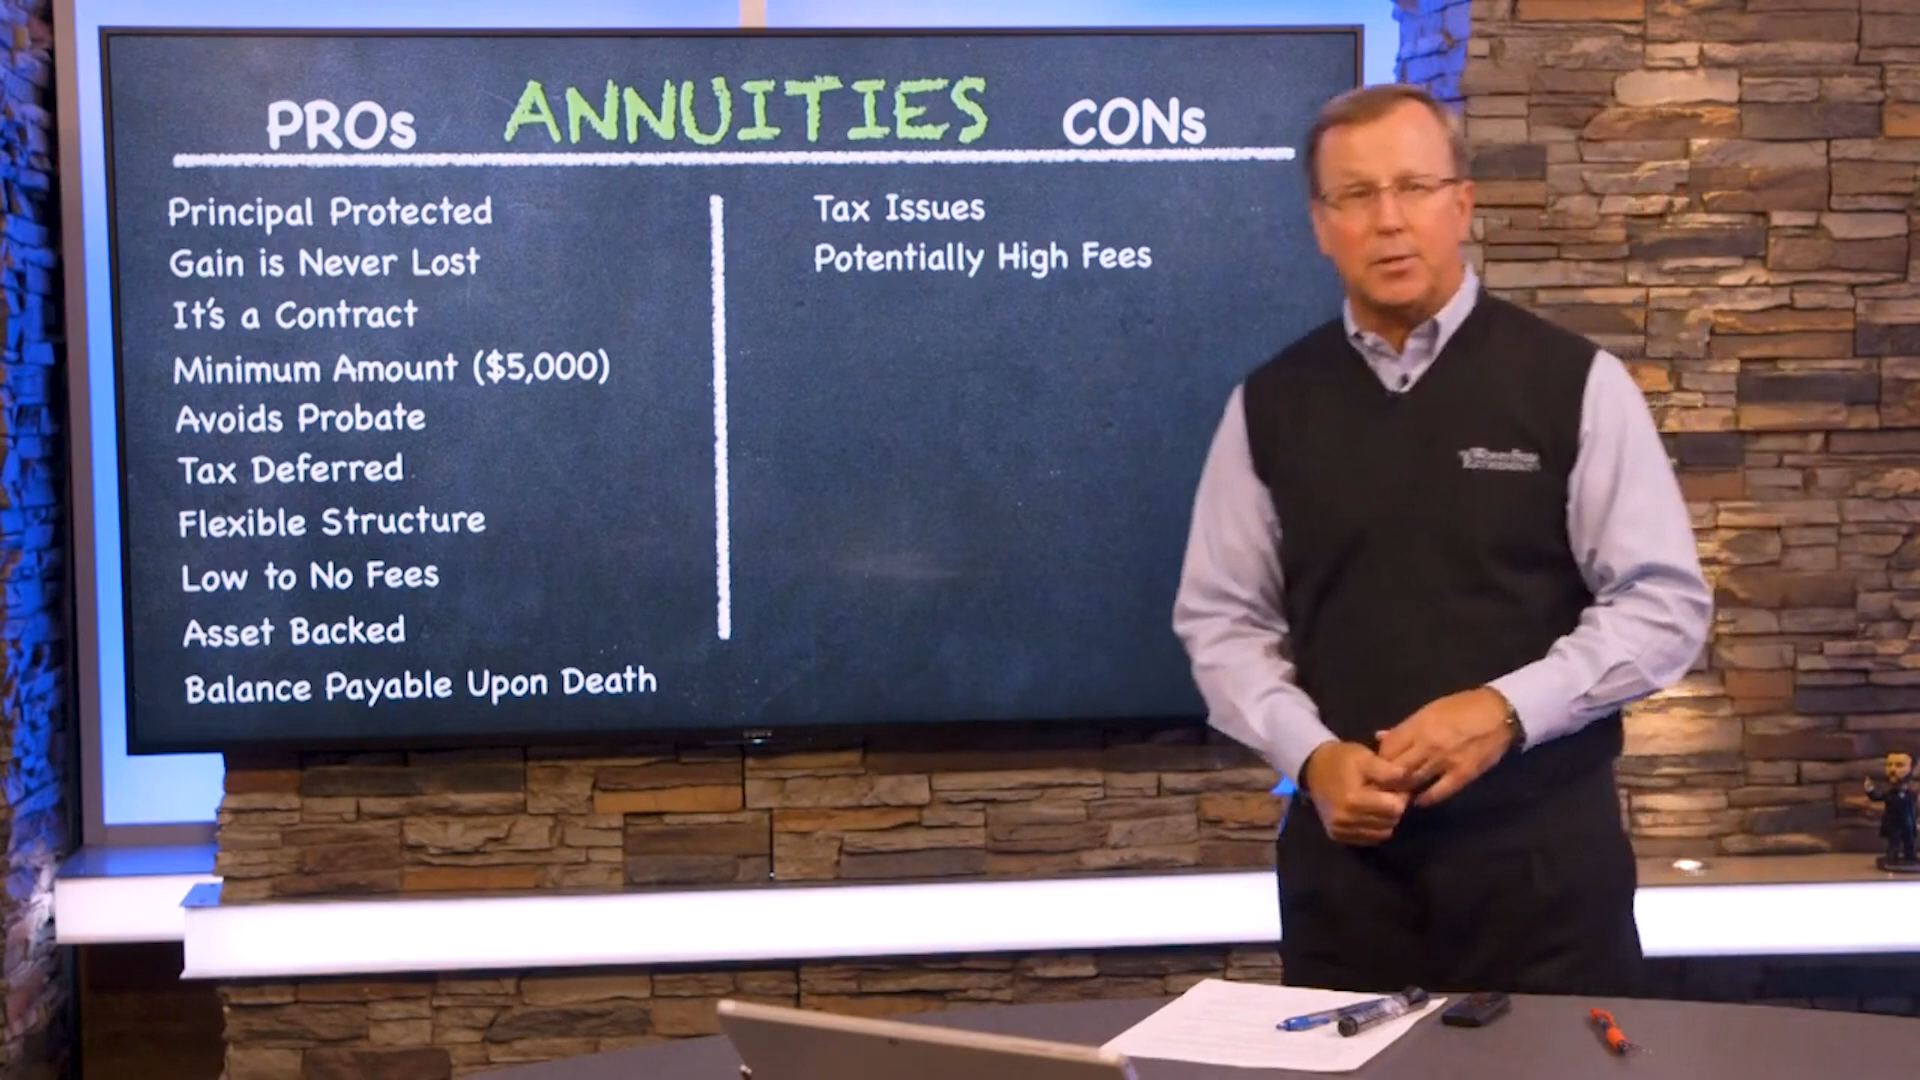 PROs ANNUITIES CONs
Principal Protected
Gain is Never Lost
It's a Contract
Minimum Amount ($5,000)
Avoids Probate
Tax Deferred
Flexible Structure
Low to No Fees
Asset Backed
Balance Payable Upon Death
Tax Issues
Potentially High Fees